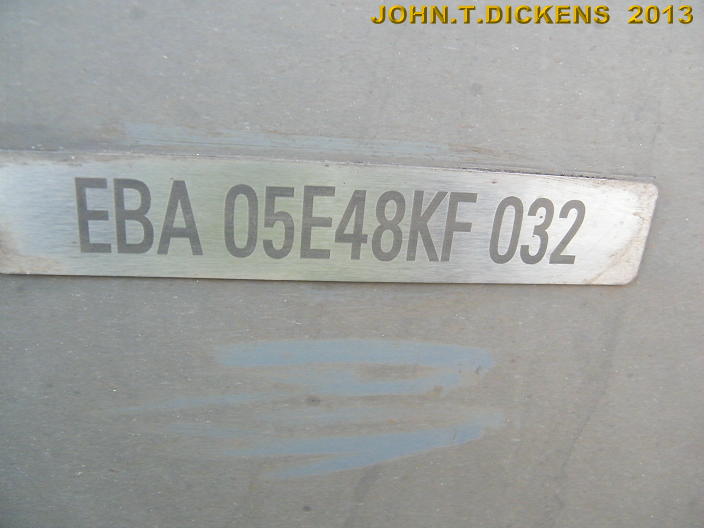 JOHN.T.DICKENS 2013
EBA 05E48KF 032